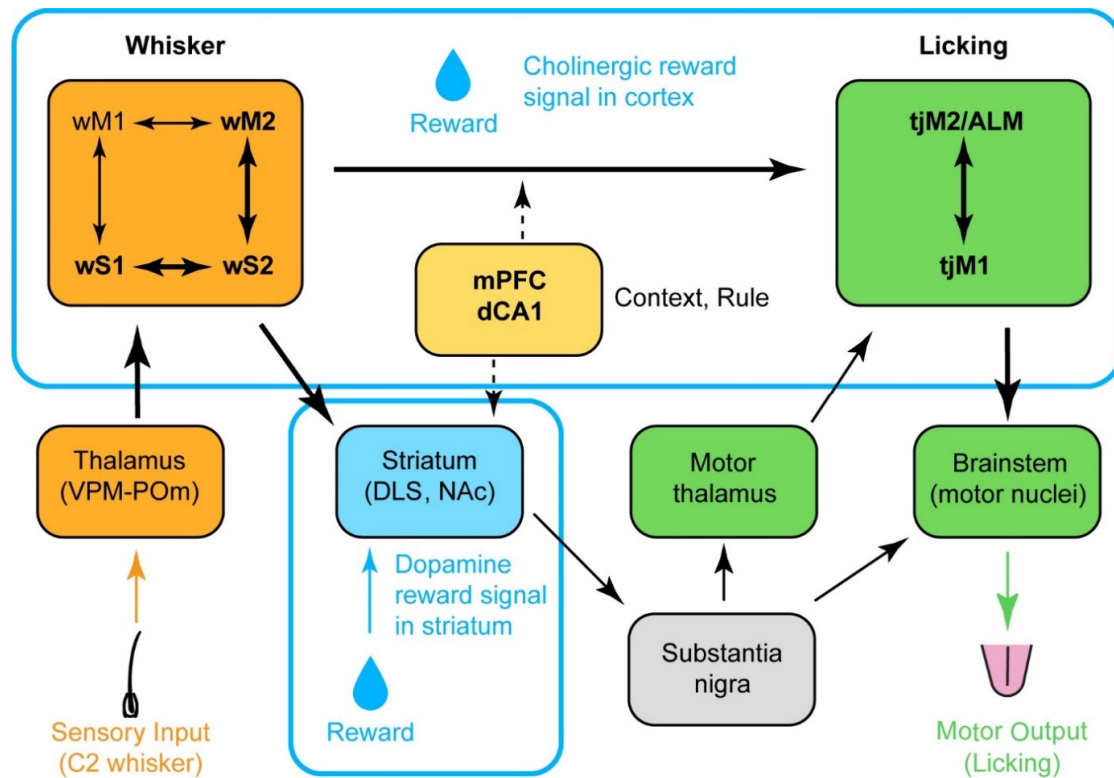 Whisker
Licking
Cholinergic reward
signal in cortex
Reward
wM1
wM2
wS1
wS2
tjM2/ALM
tjM1
mPFC
dCA1
Context, Rule
Thalamus
(VPM-POm)
Striatum
(DLS, NAc)
Motor
thalamus
Brainstem
(motor nuclei)
Dopamine
reward signal
in striatum
Reward
Substantia
nigra
Sensory Input
(C2 whisker)
Motor Output
(Licking)